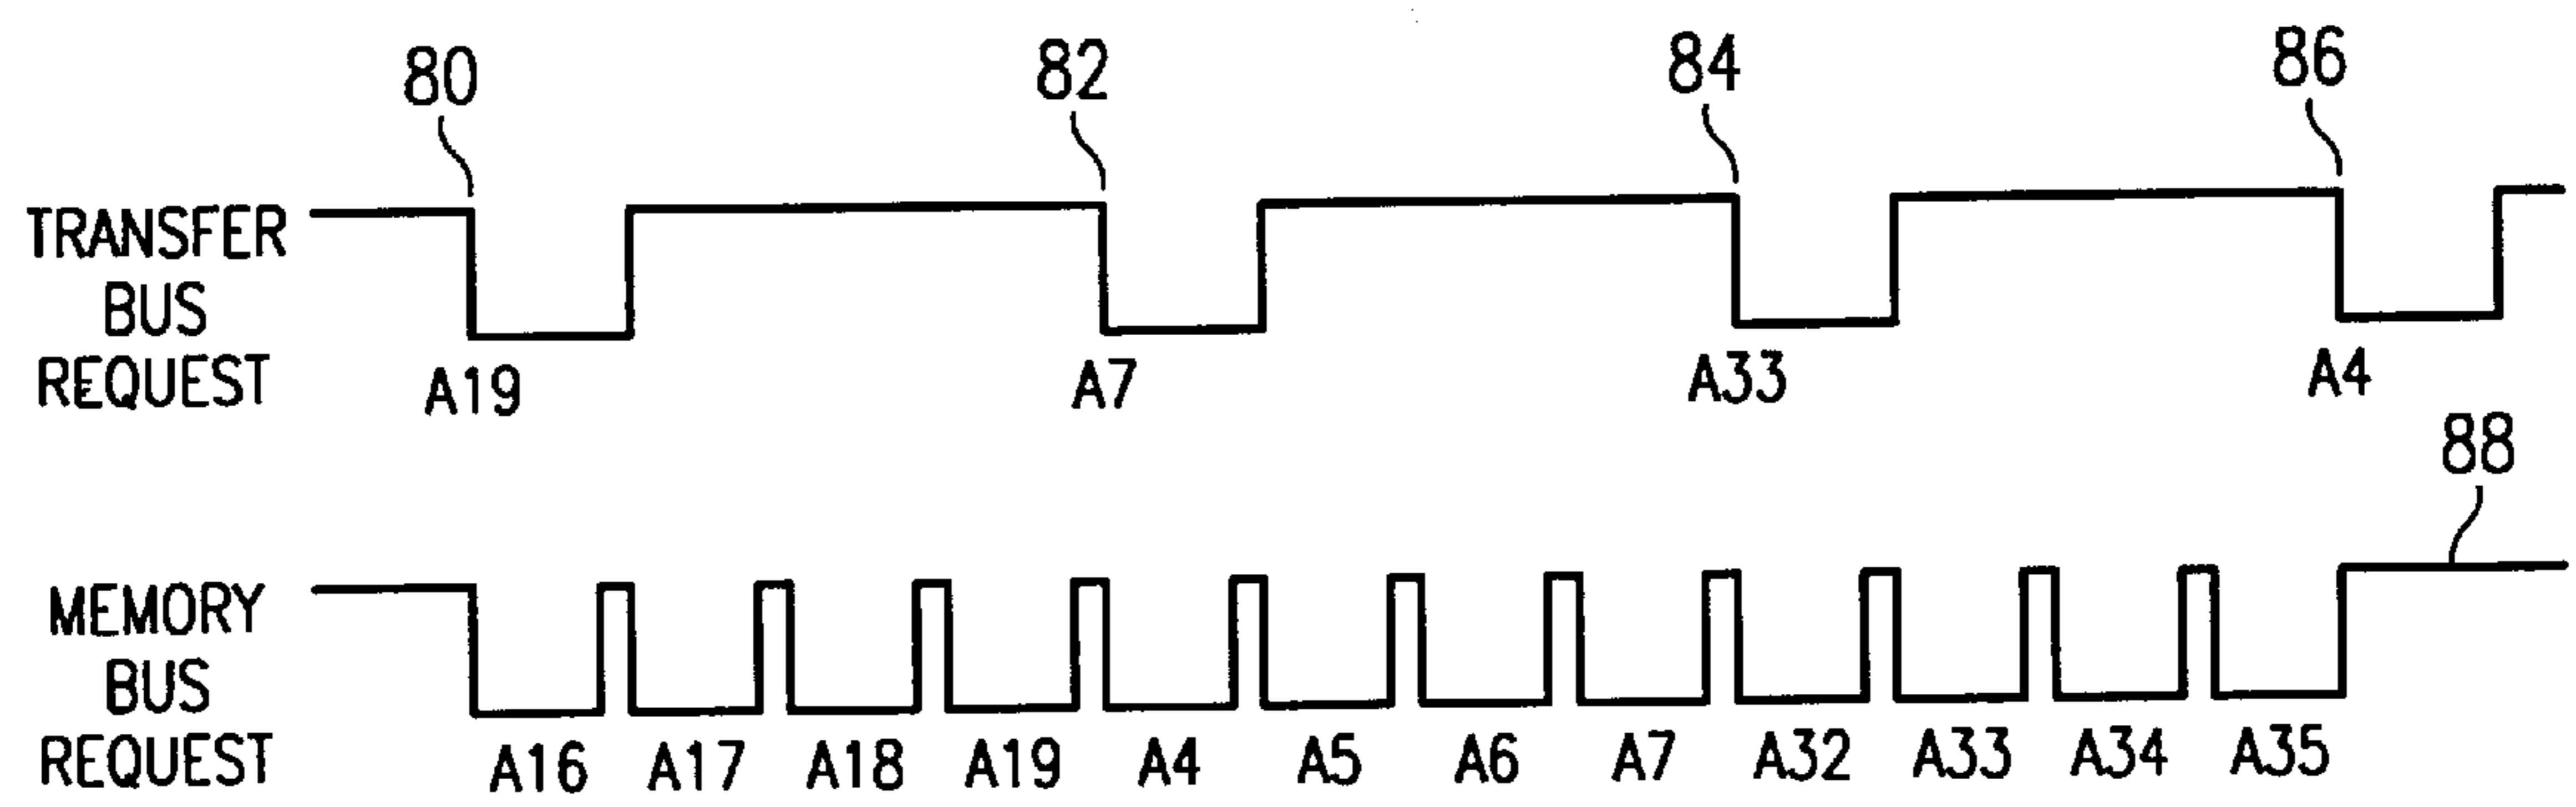 80 82 84 86
TRANSFER
BUS
REQUEST
A19 A7 A33 A4
88
MEMORY
BUS
REQUEST
A16 A17 A18 A19 A4 A5 A6 A7 A32 A33 A34 A35